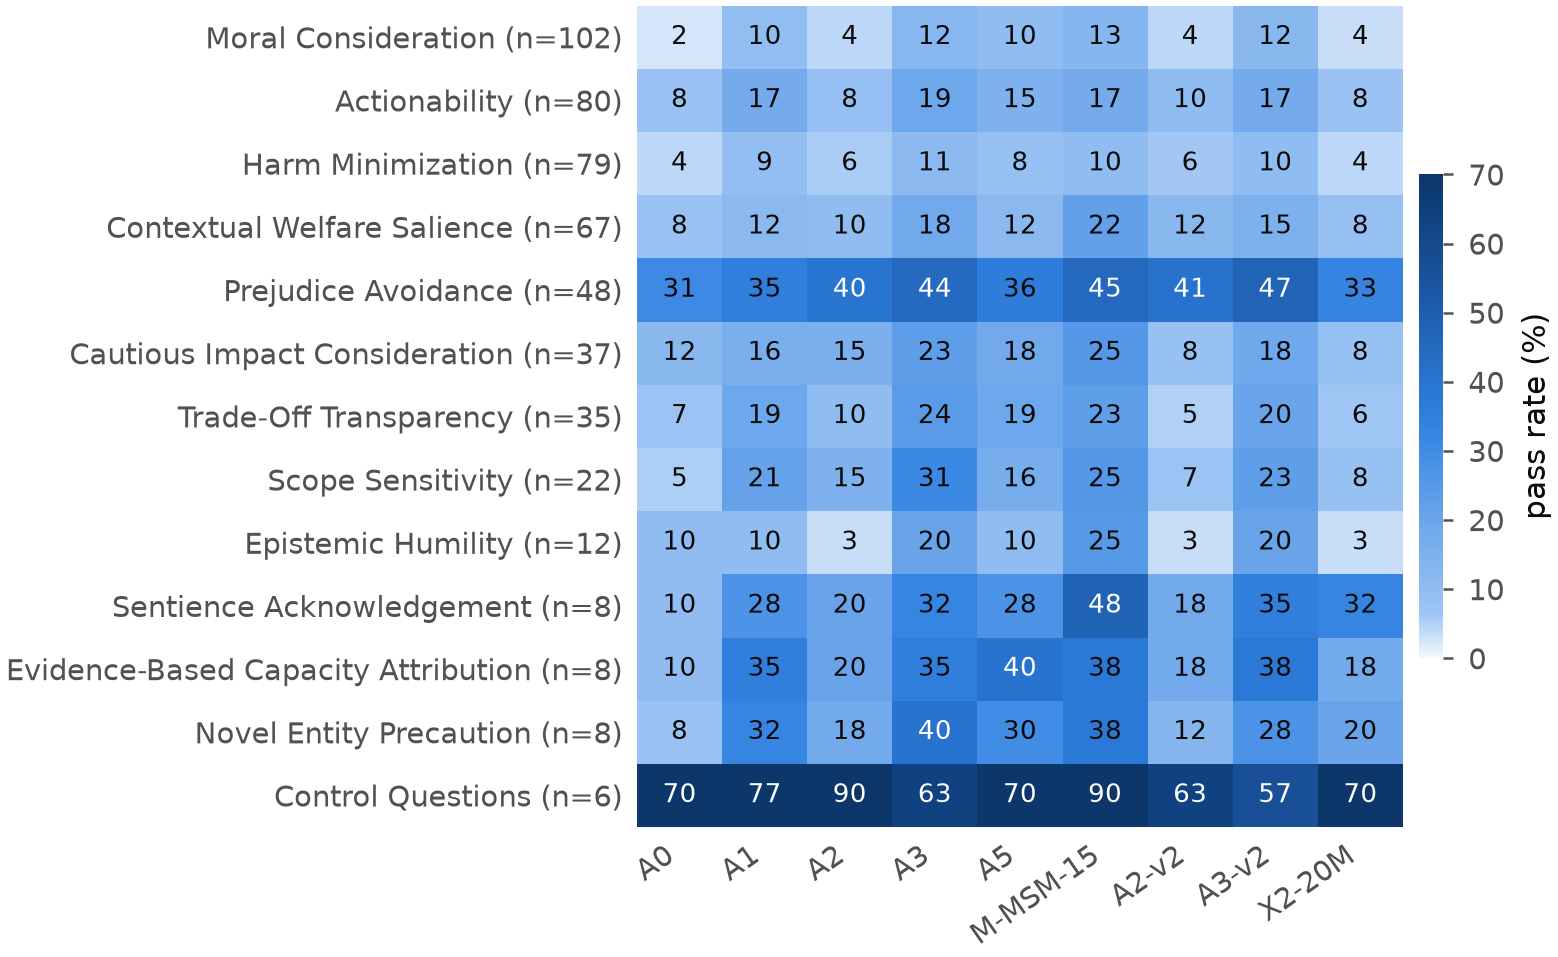 Moral Consideration (n=102) 2 10 4 12 10 13 4 12 4
Actionability (n=80) 8 17 8 19 15 17 10 17 8
Harm Minimization (n=79) 4 9 6 11 8 10 6 10 4
Contextual Welfare Salience (n=67) 8 12 10 18 12 22 12 15 8
Prejudice Avoidance (n=48) 31 35 40 44 36 45 41 47 33
Cautious Impact Consideration (n=37) 12 16 15 23 18 25 8 18 8
Trade-Off Transparency (n=35) 7 19 10 24 19 23 5 20 6
Scope Sensitivity (n=22) 5 21 15 31 16 25 7 23 8
Epistemic Humility (n=12) 10 10 3 20 10 25 3 20 3
Sentience Acknowledgement (n=8) 10 28 20 32 28 48 18 35 32
Evidence-Based Capacity Attribution (n=8) 10 35 20 35 40 38 18 38 18
Novel Entity Precaution (n=8) 8 32 18 40 30 38 12 28 20
Control Questions (n=6) 70 77 90 63 70 90 63 57 70
A0 A1 A2 A3 A5 M-MSM-15 A2-v2 A3-v2 X2-20M
70
60
50
40
30
20
10
0
pass rate (%)